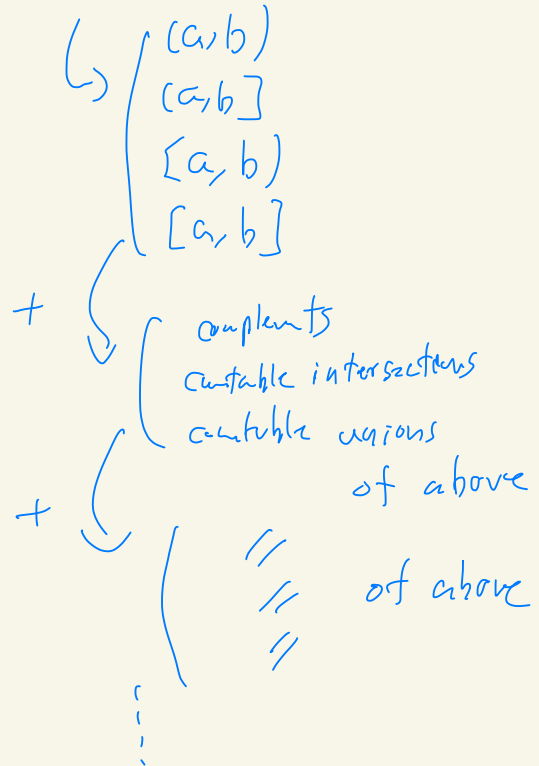 (a,b)
(a,b]
[a,b)
[a,b]
+
complements
countable intersections
countable unions
of above
+
〃 of above
〃
〃